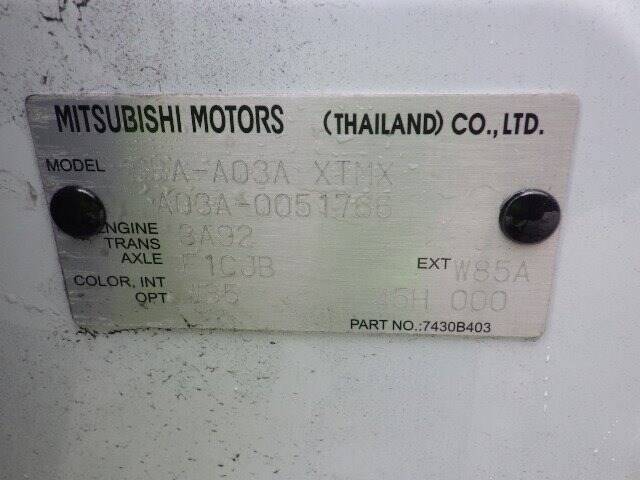 MITSUBISHI MOTORS (THAILAND) CO., LTD.
MODEL DBA-A03A XTMX
A03A-0051766
ENGINE 3A92
TRANS
AXLE F1CJB
COLOR, INT EXT W85A
OPT 45H 000
PART NO.:7430B403